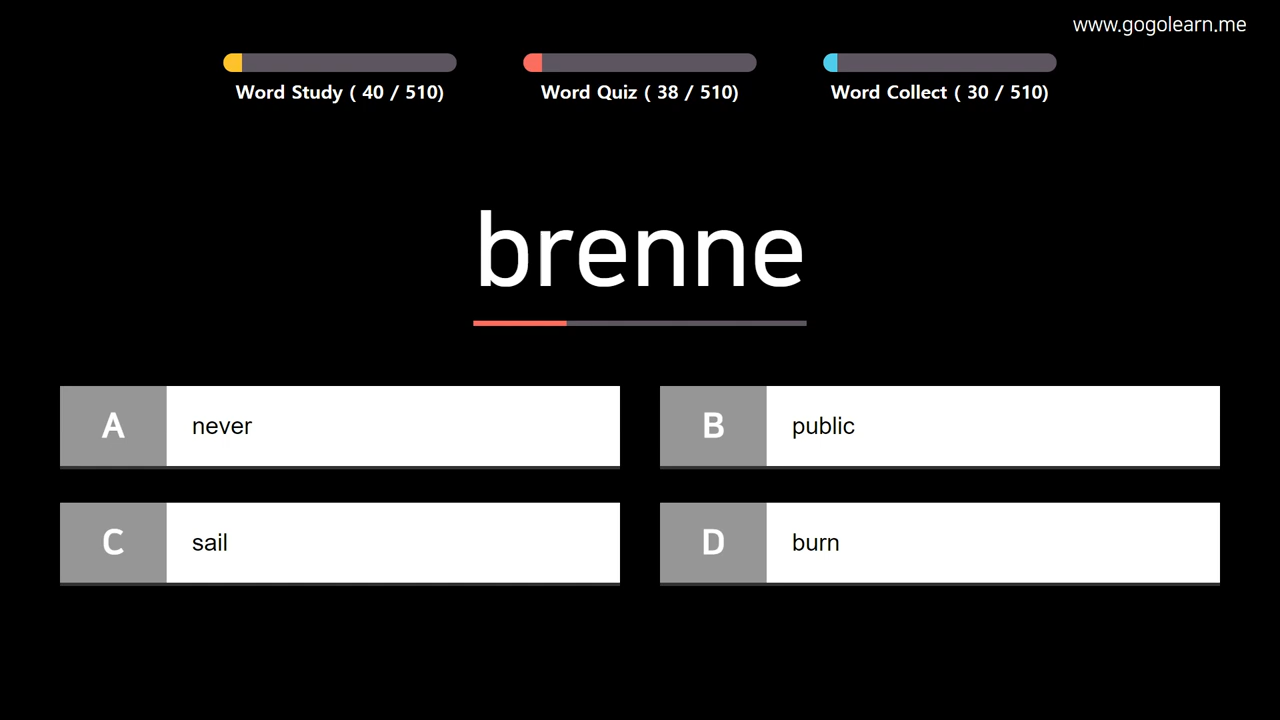 www.gogolearn.me
Word Study ( 40 / 510)
Word Quiz ( 38 / 510)
Word Collect ( 30 / 510)
brenne
A never
B public
C sail
D burn